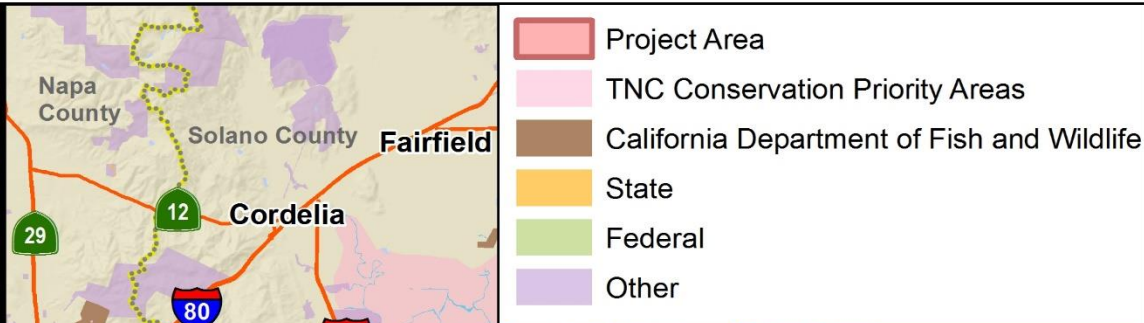 Napa
County
Solano County
Fairfield
12
Cordelia
29
80
Project Area
TNC Conservation Priority Areas
California Department of Fish and Wildlife
State
Federal
Other